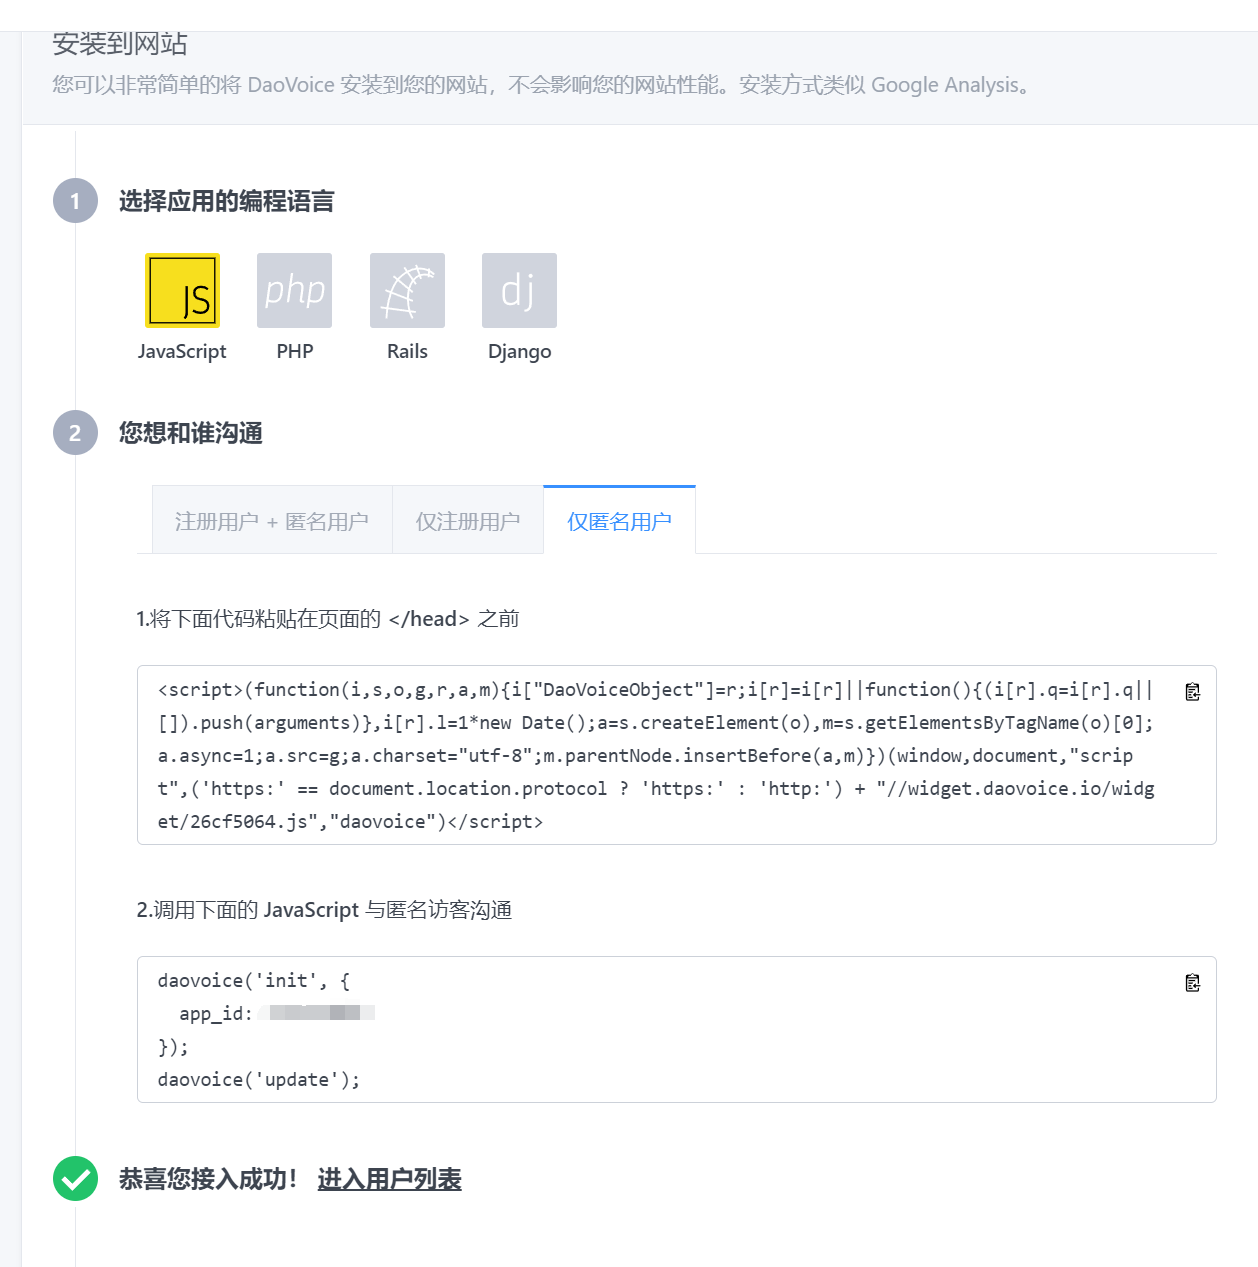 安装到网站
您可以非常简单的将 DaoVoice 安装到您的网站，不会影响您的网站性能。安装方式类似 Google Analysis。
1 选择应用的编程语言
JS php dj
JavaScript PHP Rails Django
2 您想和谁沟通
注册用户 + 匿名用户 仅注册用户 仅匿名用户
1.将下面代码粘贴在页面的 </head> 之前
<script>(function(i,s,o,g,r,a,m){i["DaoVoiceObject"]=r;i[r]=i[r]||function(){(i[r].q=i[r].q||
[]).push(arguments)},i[r].l=1*new Date();a=s.createElement(o),m=s.getElementsByTagName(o)[0];
a.async=1;a.src=g;a.charset="utf-8";m.parentNode.insertBefore(a,m)})(window,document,"scrip
t",('https:' == document.location.protocol ? 'https:' : 'http:') + "//widget.daovoice.io/widg
et/26cf5064.js","daovoice")</script>
2.调用下面的 JavaScript 与匿名访客沟通
daovoice('init', {
app_id:
});
daovoice('update');
恭喜您接入成功！ 进入用户列表